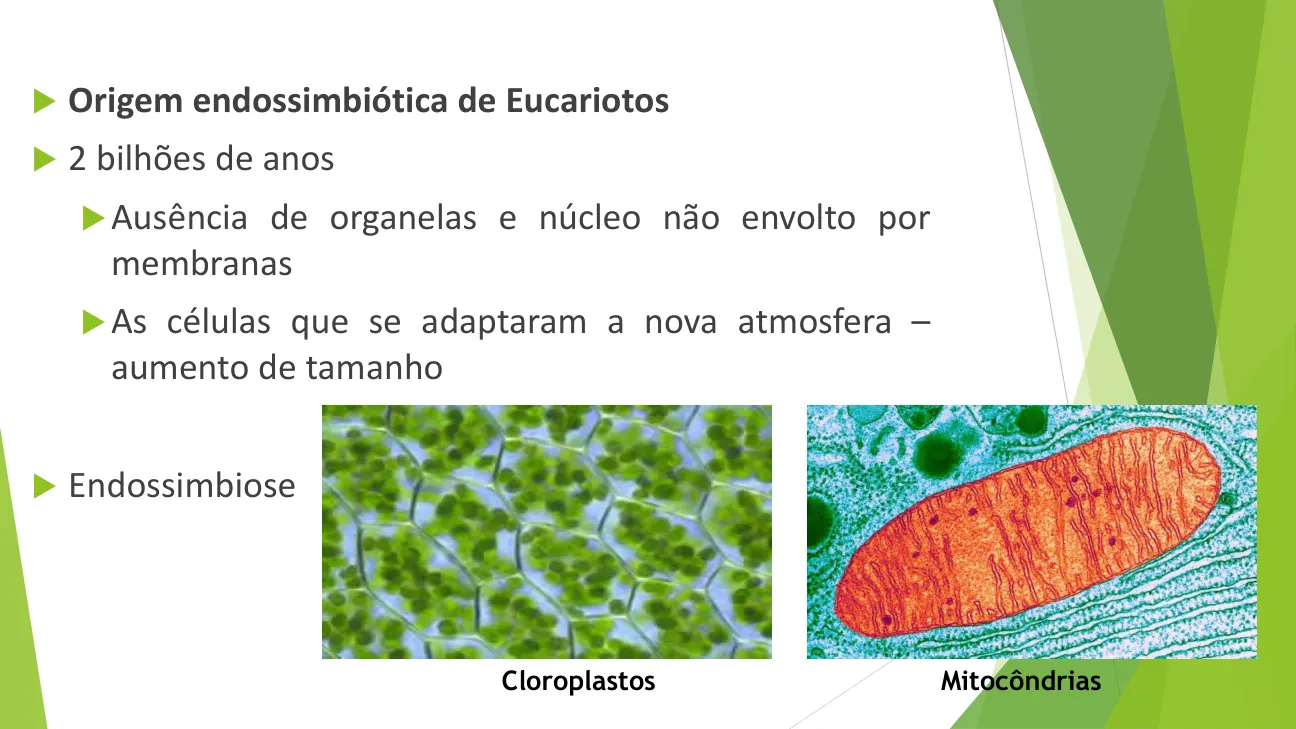 Origem endossimbiótica de Eucariotos
2 bilhões de anos
Ausência de organelas e núcleo não envolto por
membranas
As células que se adaptaram a nova atmosfera –
aumento de tamanho
Endossimbiose
Cloroplastos
Mitocôndrias